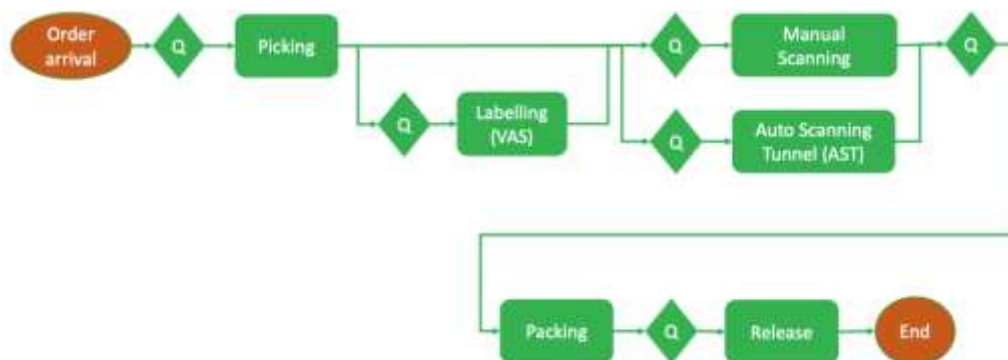 Order
arrival
Q
Picking
Q
Manual
Scanning
Q
Q
Labelling
(VAS)
Q
Auto Scanning
Tunnel (AST)
Packing
Q
Release
End